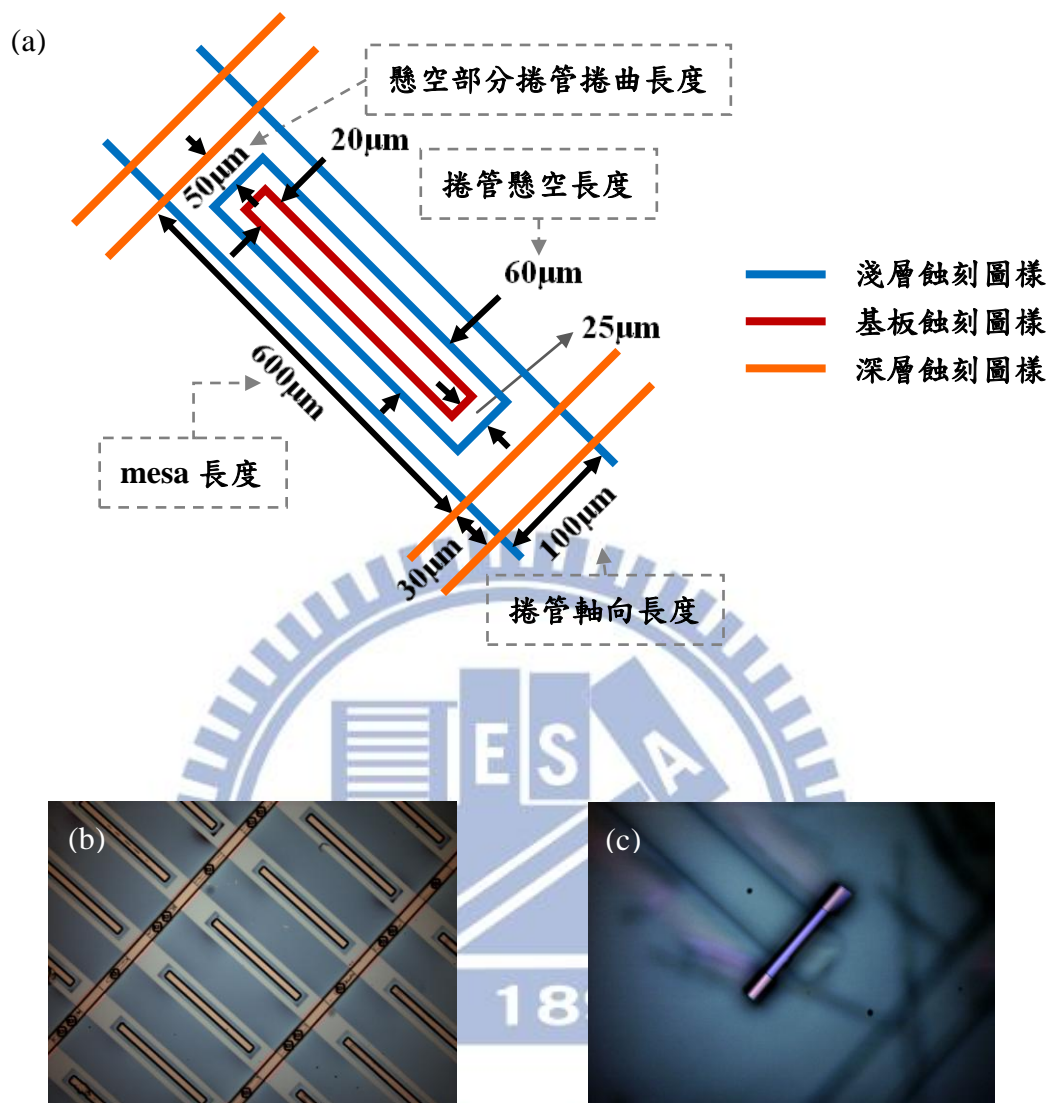 (a)
懸空部分捲管捲曲長度
20μm
50μm
捲管懸空長度
60μm
25μm
淺層蝕刻圖樣
基板蝕刻圖樣
深層蝕刻圖樣
600μm
mesa 長度
30μm
100μm
捲管軸向長度
E S A
(b)
(c)
189